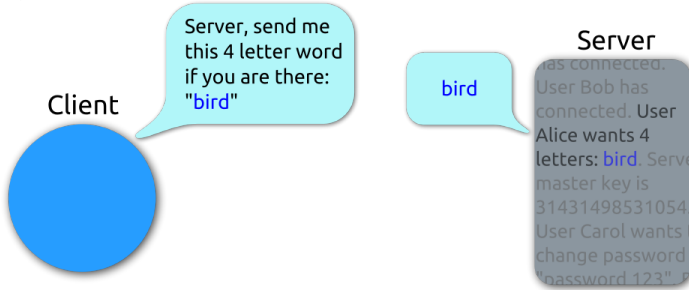 Client
Server, send me
this 4 letter word
if you are there:
"bird"
bird
Server
has connected.
User Bob has
connected. User
Alice wants 4
letters: bird. Serve
master key is
31431498531054.
User Carol wants t
change password
"password 123".